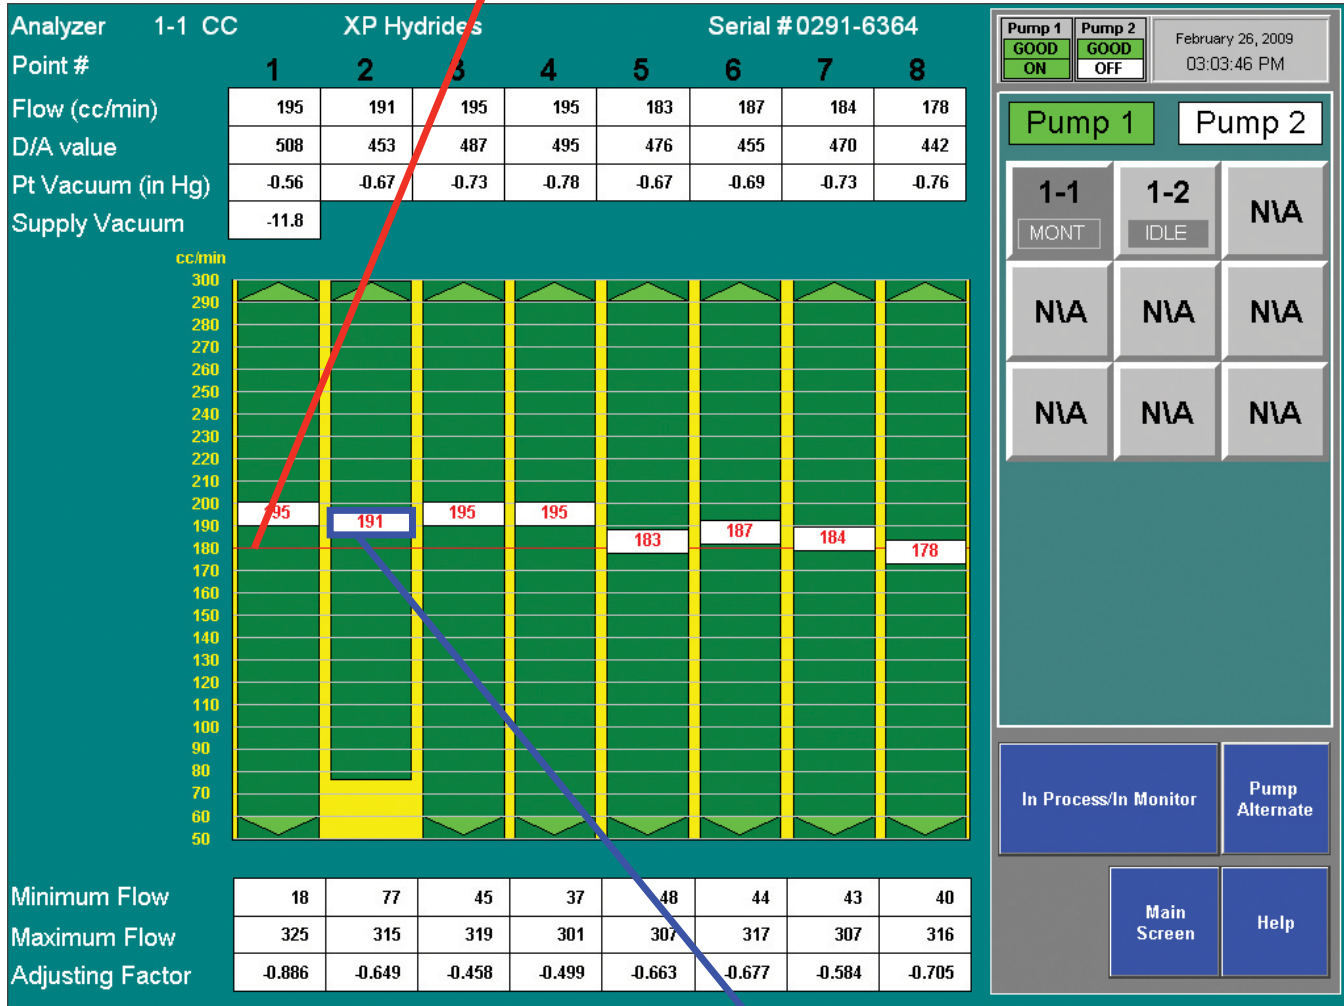 Analyzer 1-1 CC XP Hydrides Serial # 0291-6364
Point # 1 2 3 4 5 6 7 8
Flow (cc/min) 195 191 195 195 183 187 184 178
D/A value 508 453 487 495 476 455 470 442
Pt Vacuum (in Hg) -0.56 -0.67 -0.73 -0.78 -0.67 -0.69 -0.73 -0.76
Supply Vacuum -11.8
cc/min
300
290
280
270
260
250
240
230
220
210
200
190
180
170
160
150
140
130
120
110
100
90
80
70
60
50
195 191 195 195 183 187 184 178
Minimum Flow 18 77 45 37 48 44 43 40
Maximum Flow 325 315 319 301 307 317 307 316
Adjusting Factor -0.886 -0.649 -0.458 -0.499 -0.663 -0.677 -0.584 -0.705
Pump 1 Pump 2
GOOD GOOD
ON OFF
February 26, 2009
03:03:46 PM
Pump 1 Pump 2
1-1 1-2 N\A
MONT IDLE
N\A N\A N\A
N\A N\A N\A
In Process/In Monitor
Pump
Alternate
Main
Screen
Help